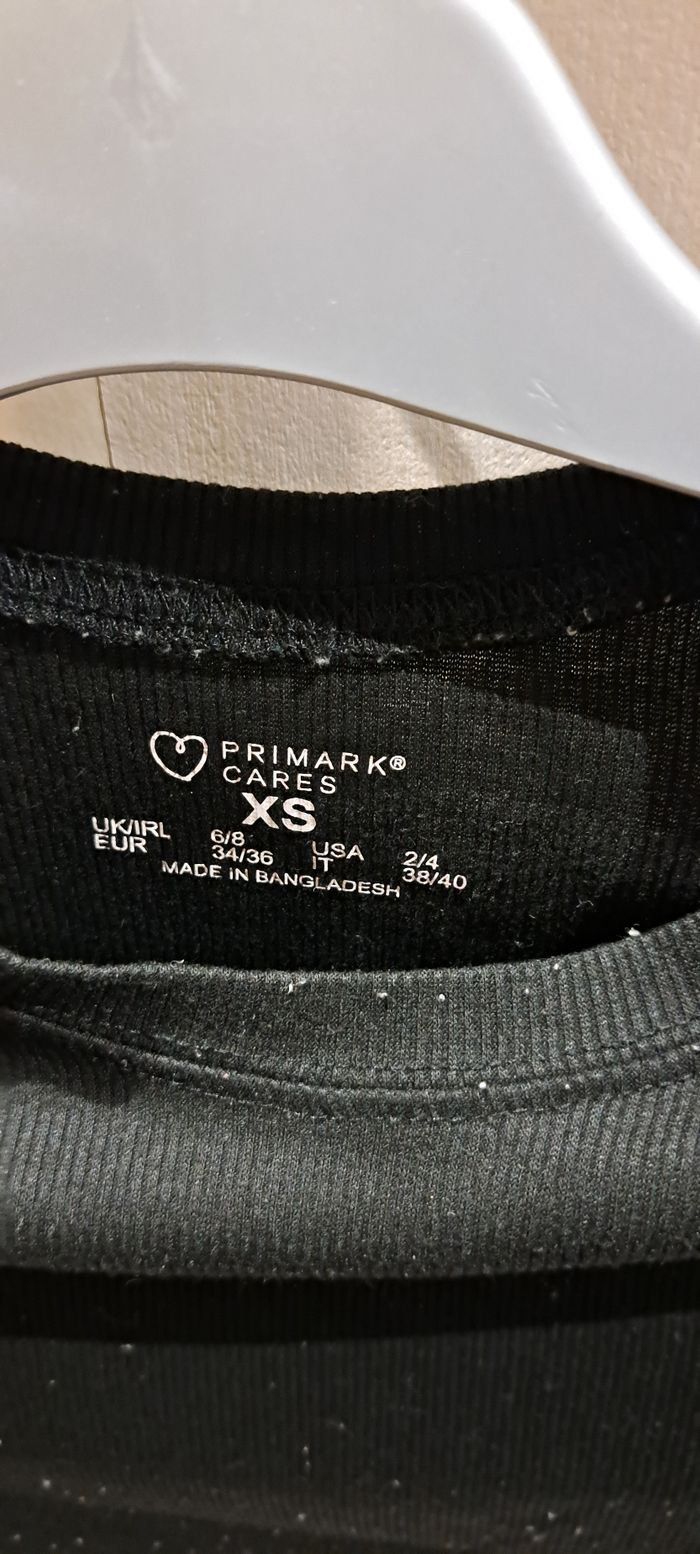 PRIMARK®
CARES
XS
UK/IRL 6/8 USA 2/4
EUR 34/36 IT 38/40
MADE IN BANGLADESH